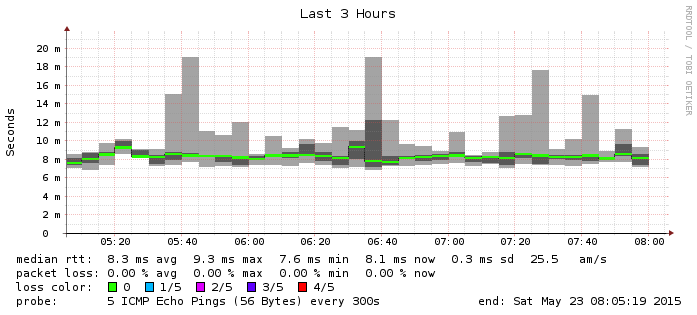 Last 3 Hours
RRDTOOL / TOBI OETIKER
Seconds
20 m
18 m
16 m
14 m
12 m
10 m
8 m
6 m
4 m
2 m
0
05:20 05:40 06:00 06:20 06:40 07:00 07:20 07:40 08:00
median rtt: 8.3 ms avg 9.3 ms max 7.6 ms min 8.1 ms now 0.3 ms sd 25.5 am/s
packet loss: 0.00 % avg 0.00 % max 0.00 % min 0.00 % now
loss color: 0 1/5 2/5 3/5 4/5
probe: 5 ICMP Echo Pings (56 Bytes) every 300s end: Sat May 23 08:05:19 2015